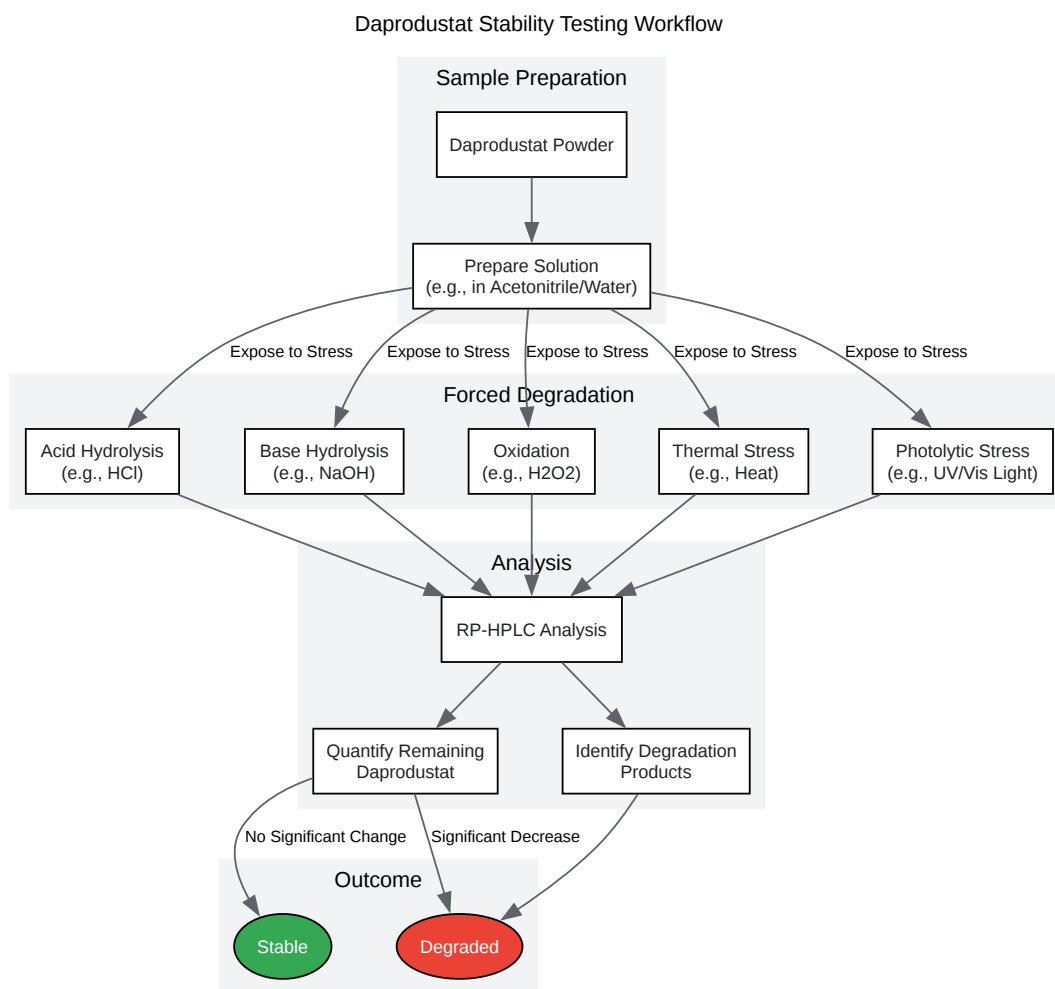 Daprodustat Stability Testing Workflow
Sample Preparation
Daprodustat Powder
Prepare Solution
(e.g., in Acetonitrile/Water)
Expose to Stress
Expose to Stress
Expose to Stress
Expose to Stress
Expose to Stress
Forced Degradation
Acid Hydrolysis
(e.g., HCl)
Base Hydrolysis
(e.g., NaOH)
Oxidation
(e.g., H2O2)
Thermal Stress
(e.g., Heat)
Photolytic Stress
(e.g., UV/Vis Light)
Analysis
RP-HPLC Analysis
Quantify Remaining
Daprodustat
Identify Degradation
Products
No Significant Change
Significant Decrease
Outcome
Stable
Degraded